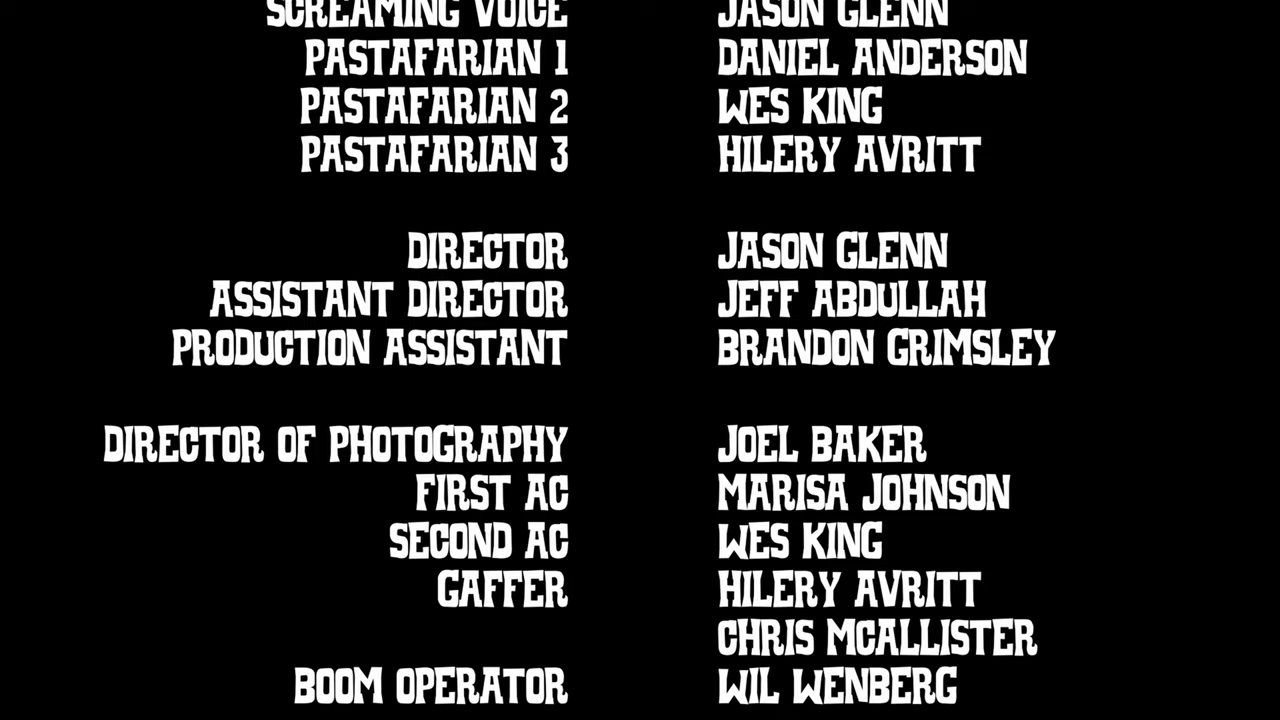 SCREAMING VOICE JASON GLENN
PASTAFARIAN 1 DANIEL ANDERSON
PASTAFARIAN 2 WES KING
PASTAFARIAN 3 HILERY AVRITT
DIRECTOR JASON GLENN
ASSISTANT DIRECTOR JEFF ABDULLAH
PRODUCTION ASSISTANT BRANDON GRIMSLEY
DIRECTOR OF PHOTOGRAPHY JOEL BAKER
FIRST AC MARISA JOHNSON
SECOND AC WES KING
GAFFER HILERY AVRITT
CHRIS MCALLISTER
BOOM OPERATOR WIL WENBERG